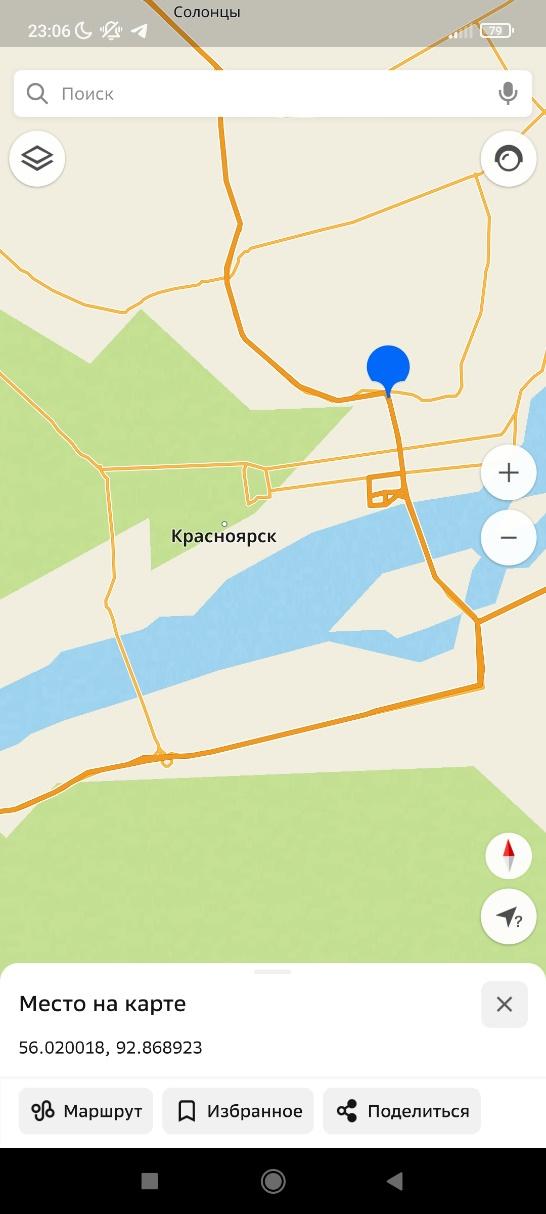 Солонцы
23:06
79
Поиск
Красноярск
?
Место на карте
56.020018, 92.868923
Маршрут
Избранное
Поделиться